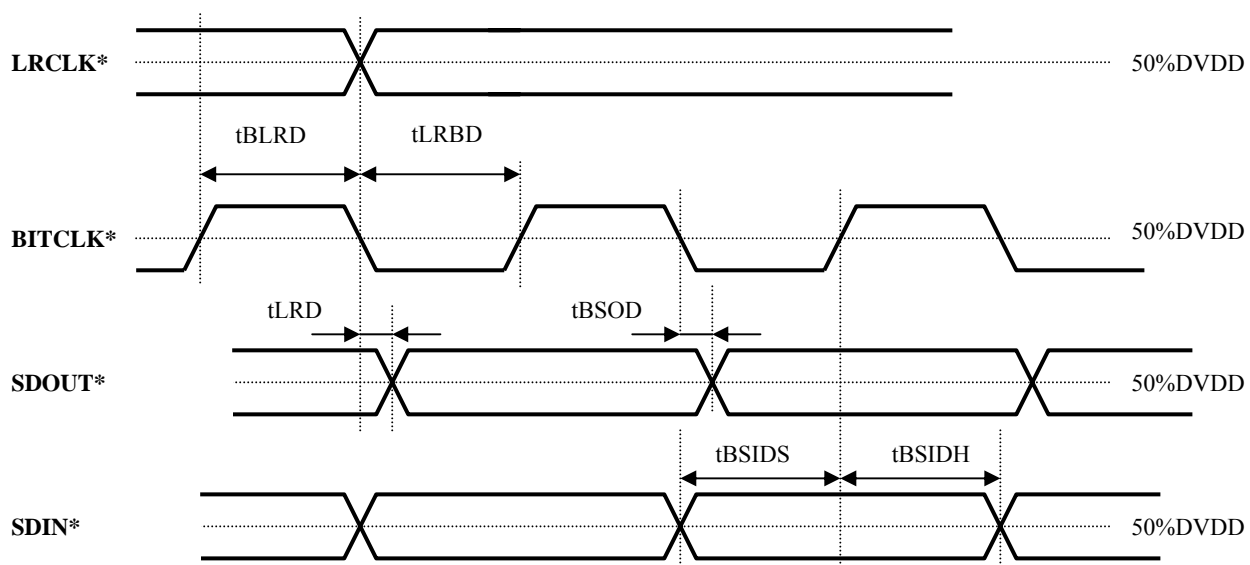 LRCLK*
50%DVDD
tBLRD
tLRBD
BITCLK*
50%DVDD
tLRD
tBSOD
SDOUT*
50%DVDD
tBSIDS
tBSIDH
SDIN*
50%DVDD